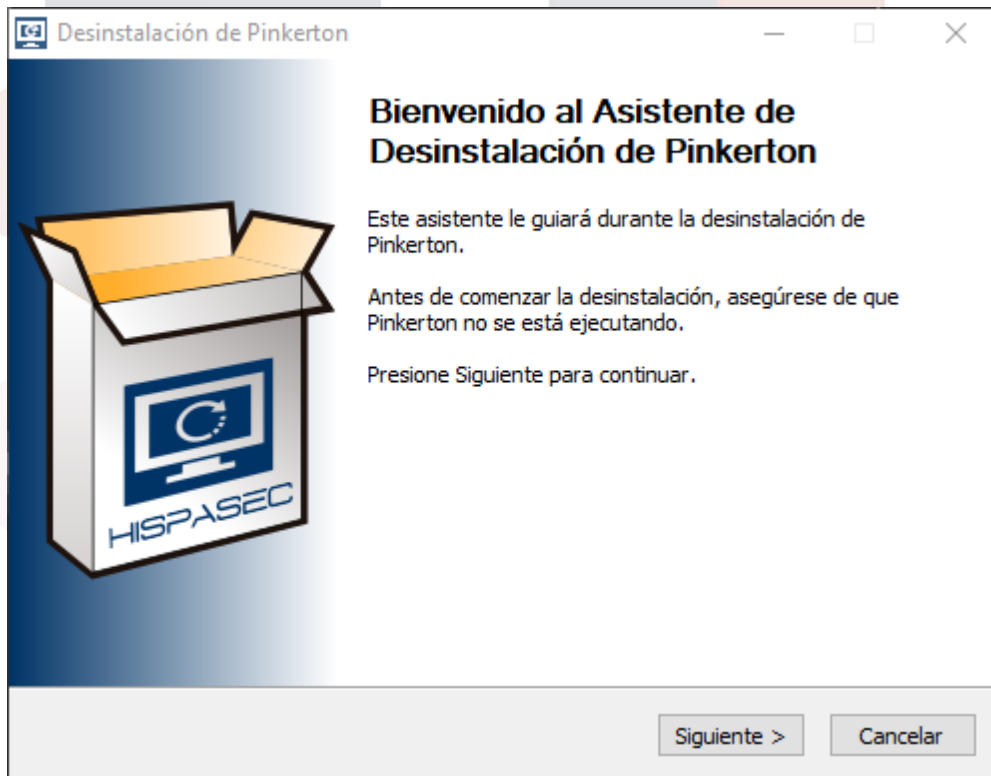 Desinstalación de Pinkerton
Bienvenido al Asistente de
Desinstalación de Pinkerton
Este asistente le guiará durante la desinstalación de
Pinkerton.
Antes de comenzar la desinstalación, asegúrese de que
Pinkerton no se está ejecutando.
Presione Siguiente para continuar.
HISPASEC
Siguiente >
Cancelar